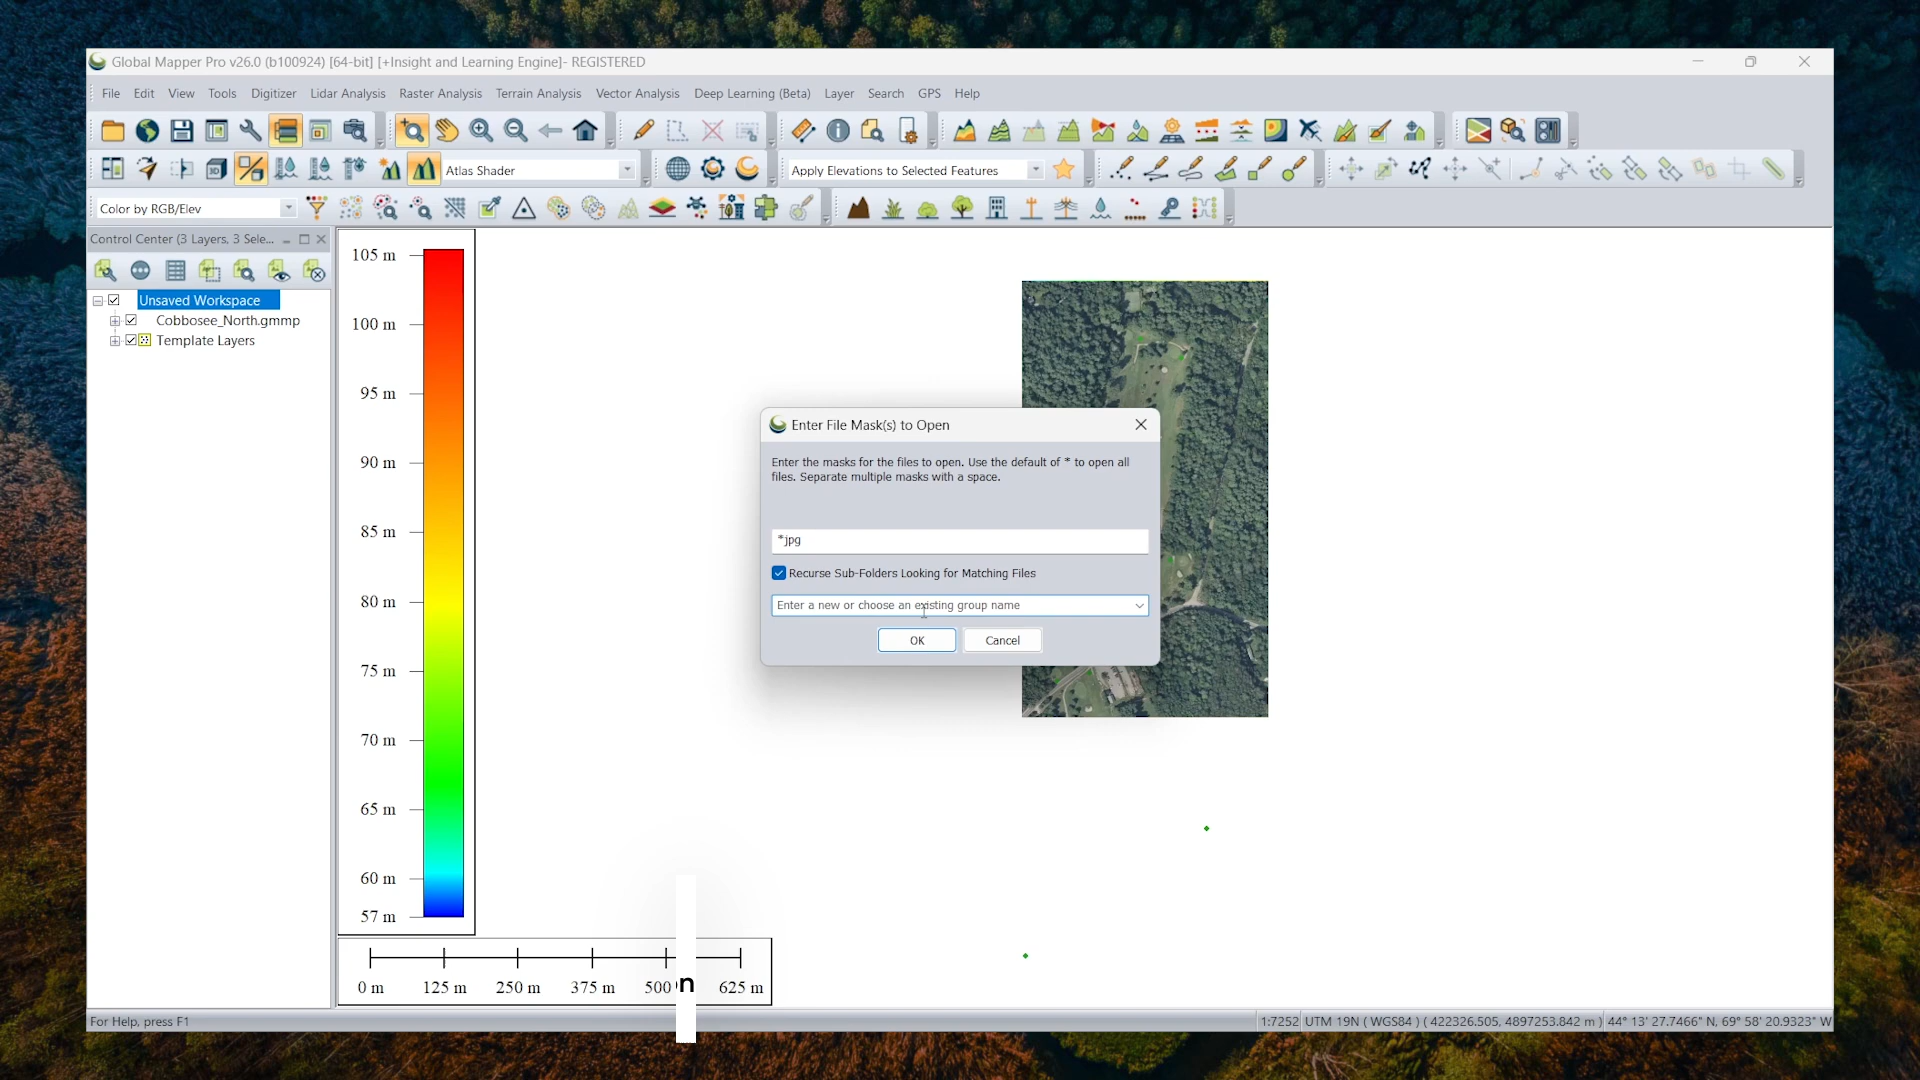 Global Mapper Pro v26.0 (b100924) [64-bit] [+Insight and Learning Engine]- REGISTERED
File Edit View Tools Digitizer Lidar Analysis Raster Analysis Terrain Analysis Vector Analysis Deep Learning (Beta) Layer Search GPS Help
Atlas Shader
Apply Elevations to Selected Features
Color by RGB/Elev
Control Center (3 Layers, 3 Sele...
Unsaved Workspace
Cobbosee_North.gmmp
Template Layers
105 m
100 m
95 m
90 m
85 m
80 m
75 m
70 m
65 m
60 m
57 m
Enter File Mask(s) to Open
Enter the masks for the files to open. Use the default of * to open all
files. Separate multiple masks with a space.
*jpg
Recurse Sub-Folders Looking for Matching Files
Enter a new or choose an existing group name
OK Cancel
0 m 125 m 250 m 375 m 500 625 m
n
For Help, press F1
1:7252 UTM 19N ( WGS84 ) ( 422326.505, 4897253.842 m ) 44° 13' 27.7466" N, 69° 58' 20.9323" W